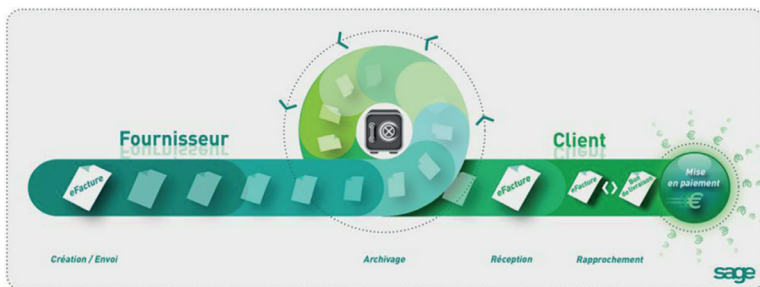 Fournisseur
Client
eFacture
eFacture
eFacture
Bon
de livraison
Mise
en paiement
€
Création / Envoi
Archivage
Réception
Rapprochement
sage